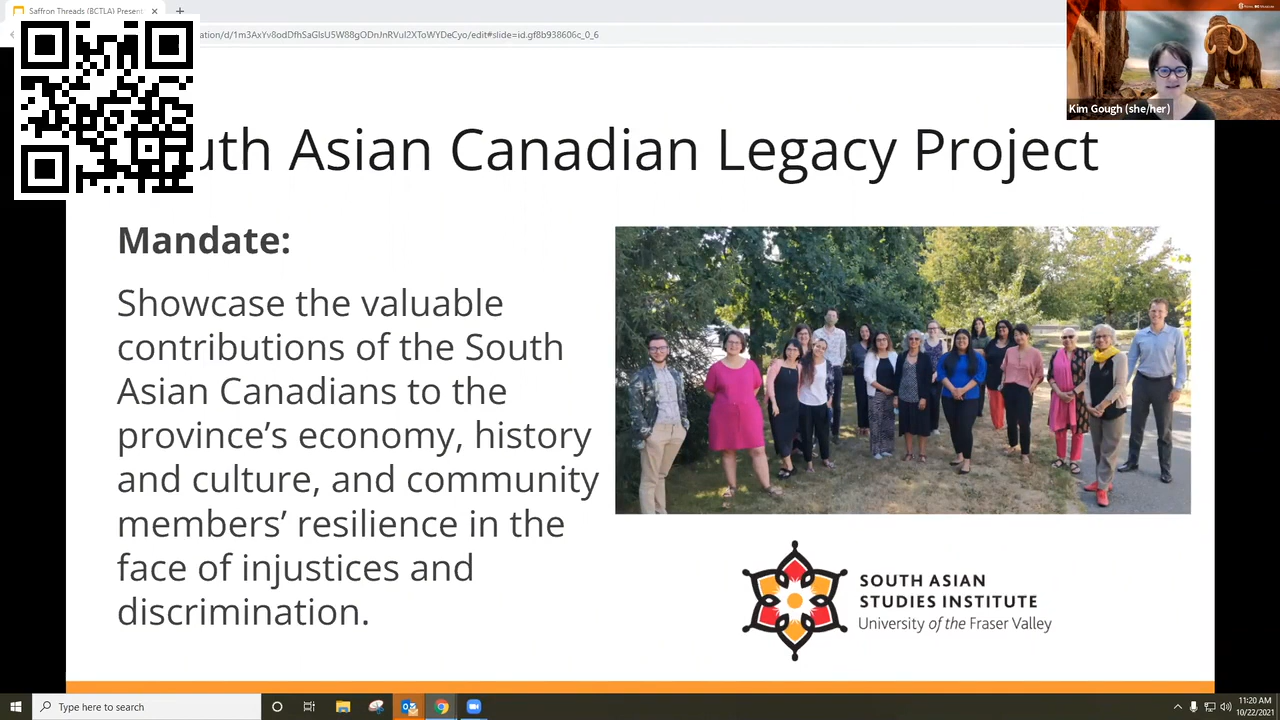 Saffron Threads (BCTLA) Present
ation/d/1m3AxYv8odDfhSaGlsU5W88gODnJnRVul2XToWYDeCyo/edit#slide=id.gf8b938606c_0_6
Kim Gough (she/her)
uth Asian Canadian Legacy Project
Mandate:
Showcase the valuable
contributions of the South
Asian Canadians to the
province's economy, history
and culture, and community
members' resilience in the
face of injustices and
discrimination.
SOUTH ASIAN
STUDIES INSTITUTE
University of the Fraser Valley
Type here to search
11:20 AM
10/22/2021